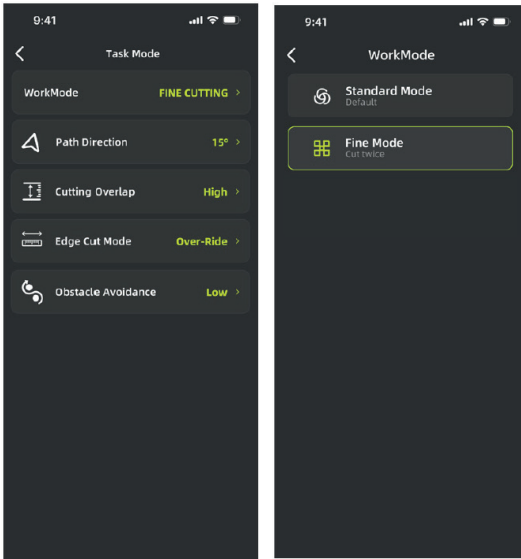 9:41
Task Mode
WorkMode FINE CUTTING >
Path Direction 15° >
Cutting Overlap High >
Edge Cut Mode Over-Ride >
Obstacle Avoidance Low >
9:41
WorkMode
Standard Mode
Default
Fine Mode
Cut twice